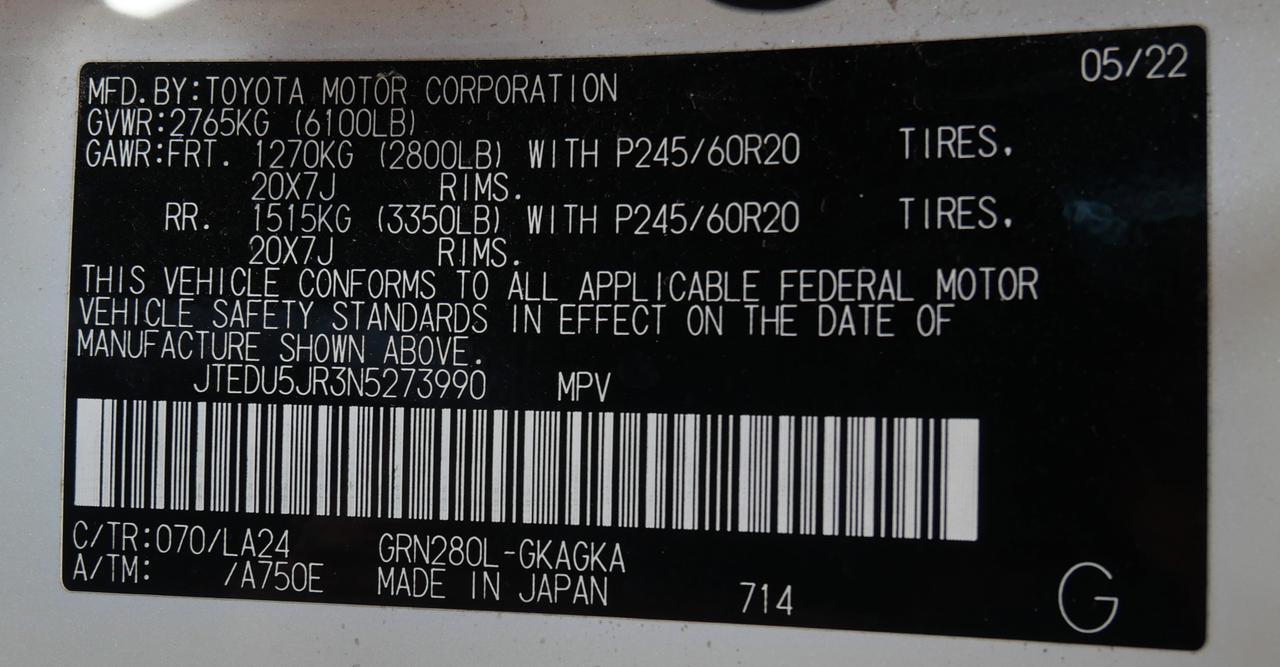 05/22
MFD.BY:TOYOTA MOTOR CORPORATION
GVWR:2765KG (6100LB)
GAWR:FRT. 1270KG (2800LB) WITH P245/60R20 TIRES.
20X7J RIMS.
RR. 1515KG (3350LB) WITH P245/60R20 TIRES.
20X7J RIMS.
THIS VEHICLE CONFORMS TO ALL APPLICABLE FEDERAL MOTOR
VEHICLE SAFETY STANDARDS IN EFFECT ON THE DATE OF
MANUFACTURE SHOWN ABOVE.
JTEDU5JR3N5273990 MPV
C/TR:070/LA24 GRN280L-GKAGKA
A/TM: /A750E MADE IN JAPAN 714
G